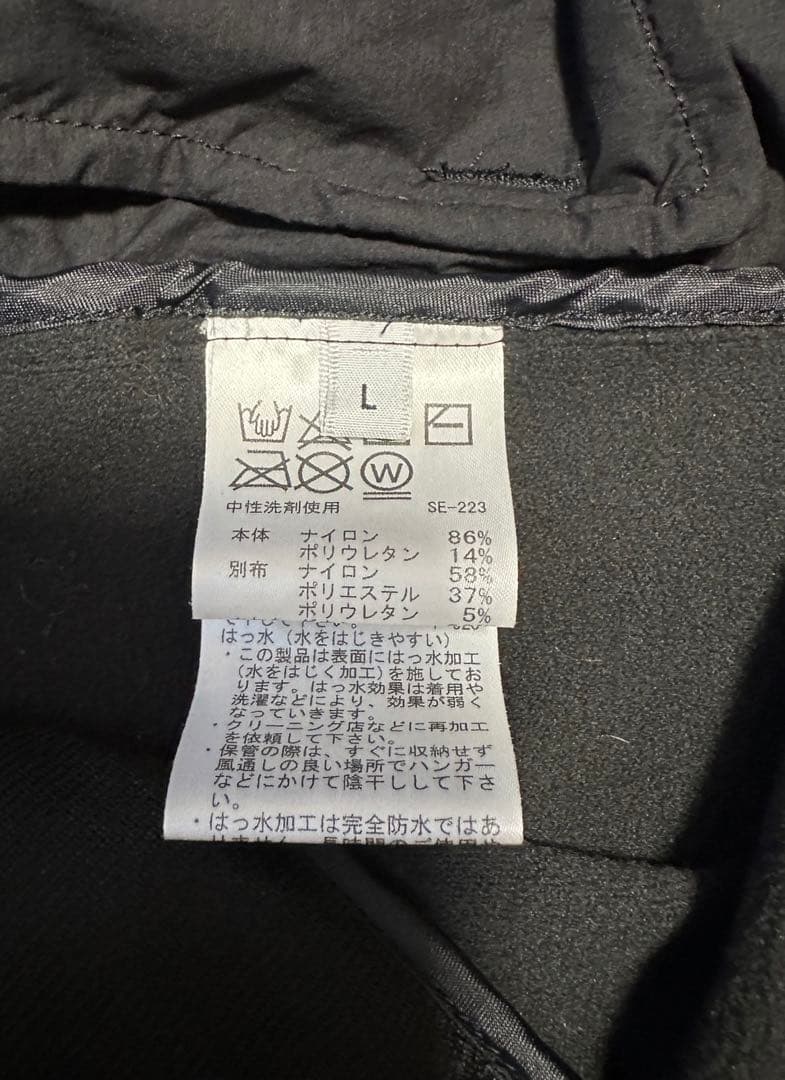 L
W
中性洗剤使用 SE-223
本体 ナイロン 86%
ポリウレタン 14%
別布 ナイロン 58%
ポリエステル 37%
ポリウレタン 5%
はっ水（水をはじきやすい）
・この製品は表面にはっ水加工
（水をはじく加工）を施してお
ります。はっ水効果は着用や
洗濯などにより、効果が弱く
なっていきます。
・クリーニング店などに再加工
を依頼して下さい。
・保管の際は、すぐに収納せず
風通しの良い場所でハンガー
などにかけて陰干しして下さ
い。
・はっ水加工は完全防水ではあ